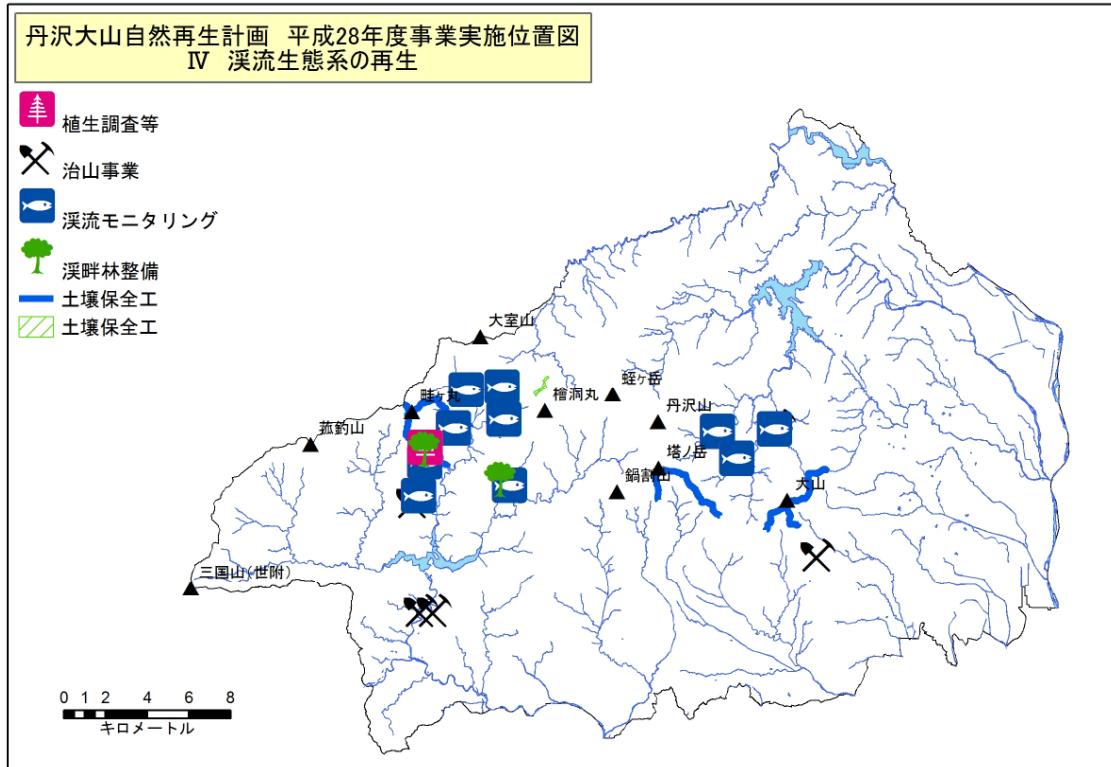 丹沢大山自然再生計画 平成28年度事業実施位置図
Ⅳ 渓流生態系の再生
植生調査等
治山事業
渓流モニタリング
渓畔林整備
土壌保全工
土壌保全工
大室山
畦ヶ丸
檜洞丸
蛭ヶ岳
丹沢山
菰釣山
塔ノ岳
鍋割山
大山
三国山(世附)
0 1 2 4 6 8
キロメートル